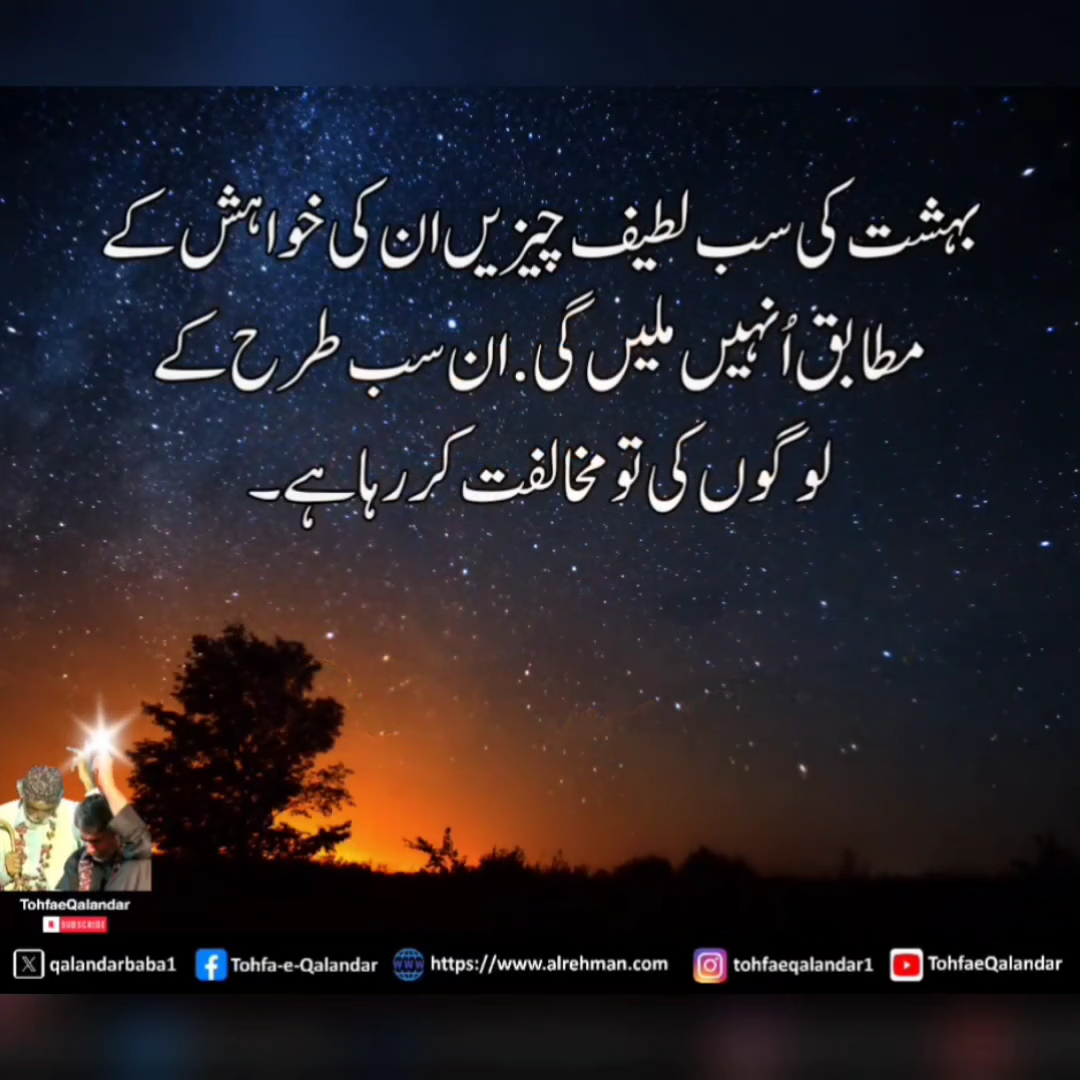 بہشت کی سب لطیف چیزیں ان کی خواہش کے
مطابق اُنہیں ملیں گی. ان سب طرح کے
لوگوں کی تو مخالفت کر رہا ہے۔
TohfaeQalandar
SUBSCRIBE
qalandarbaba1 Tohfa-e-Qalandar https://www.alrehman.com tohfaeqalandar1 TohfaeQalandar